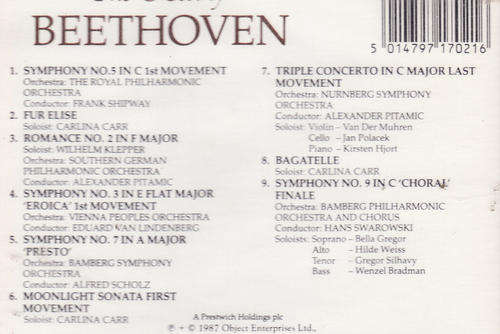 BEETHOVEN
5 014797 170216
1. SYMPHONY NO.5 IN C 1st MOVEMENT
Orchestra: THE ROYAL PHILHARMONIC
ORCHESTRA
Conductor: FRANK SHIPWAY
2. FUR ELISE
Soloist: CARLINA CARR
3. ROMANCE NO. 2 IN F MAJOR
Soloist: WILHELM KLEPPER
Orchestra: SOUTHERN GERMAN
PHILHARMONIC ORCHESTRA
Conductor: ALEXANDER PITAMIC
4. SYMPHONY NO. 3 IN E FLAT MAJOR
'EROICA' 1st MOVEMENT
Orchestra: VIENNA PEOPLES ORCHESTRA
Conductor: EDUARD VAN LINDENBERG
5. SYMPHONY NO. 7 IN A MAJOR
'PRESTO'
Orchestra: BAMBERG SYMPHONY
ORCHESTRA
Conductor: ALFRED SCHOLZ
6. MOONLIGHT SONATA FIRST
MOVEMENT
Soloist: CARLINA CARR
7. TRIPLE CONCERTO IN C MAJOR LAST
MOVEMENT
Orchestra: NURNBERG SYMPHONY
ORCHESTRA
Conductor: ALEXANDER PITAMIC
Soloist: Violin – Van Der Muhren
Cello – Jan Polacek
Piano – Kirsten Hjort
8. BAGATELLE
Soloist: CARLINA CARR
9. SYMPHONY NO. 9 IN C 'CHORAL'
FINALE
Orchestra: BAMBERG PHILHARMONIC
ORCHESTRA AND CHORUS
Conductor: HANS SWAROWSKI
Soloists: Soprano – Bella Gregor
Alto – Hilde Weiss
Tenor – Gregor Silhavy
Bass – Wenzel Bradman
A Prestwich Holdings plc
℗ + © 1987 Object Enterprises Ltd.,